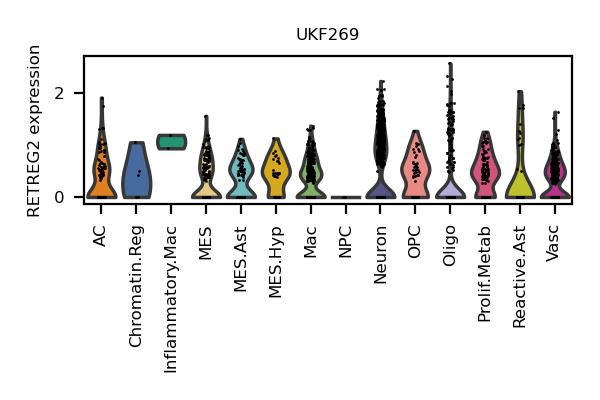 UKF269
RETREG2 expression
2
0
AC
Chromatin.Reg
Inflammatory.Mac
MES
MES.Ast
MES.Hyp
Mac
NPC
Neuron
OPC
Oligo
Prolif.Metab
Reactive.Ast
Vasc